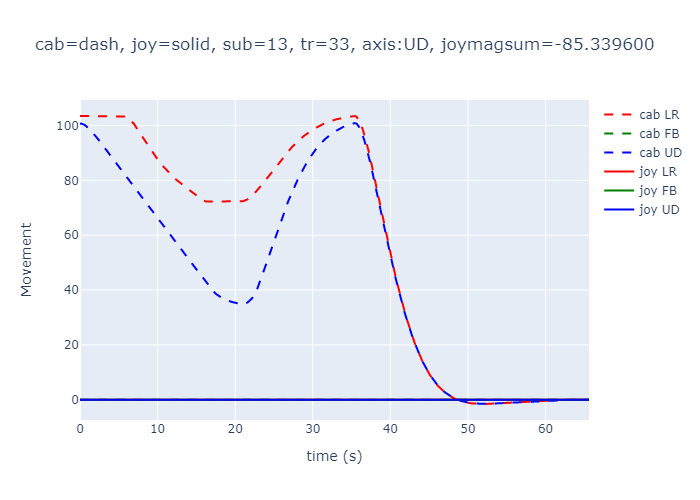 cab=dash, joy=solid, sub=13, tr=33, axis:UD, joymagsum=-85.339600
cab LR
cab FB
cab UD
joy LR
joy FB
joy UD
100
80
60
40
20
0
Movement
0 10 20 30 40 50 60
time (s)